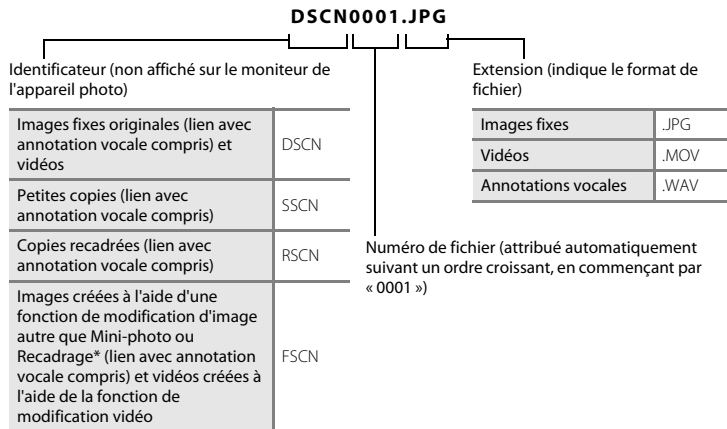 DSCN0001.JPG
Identificateur (non affiché sur le moniteur de
l'appareil photo)
Images fixes originales (lien avec
annotation vocale compris) et
vidéos
DSCN
Petites copies (lien avec
annotation vocale compris)
SSCN
Copies recadrées (lien avec
annotation vocale compris)
RSCN
Images créées à l'aide d'une
fonction de modification d'image
autre que Mini-photo ou
Recadrage* (lien avec annotation
vocale compris) et vidéos créées à
l'aide de la fonction de
modification vidéo
FSCN
Extension (indique le format de
fichier)
Images fixes .JPG
Vidéos .MOV
Annotations vocales .WAV
Numéro de fichier (attribué automatiquement
suivant un ordre croissant, en commençant par
« 0001 »)